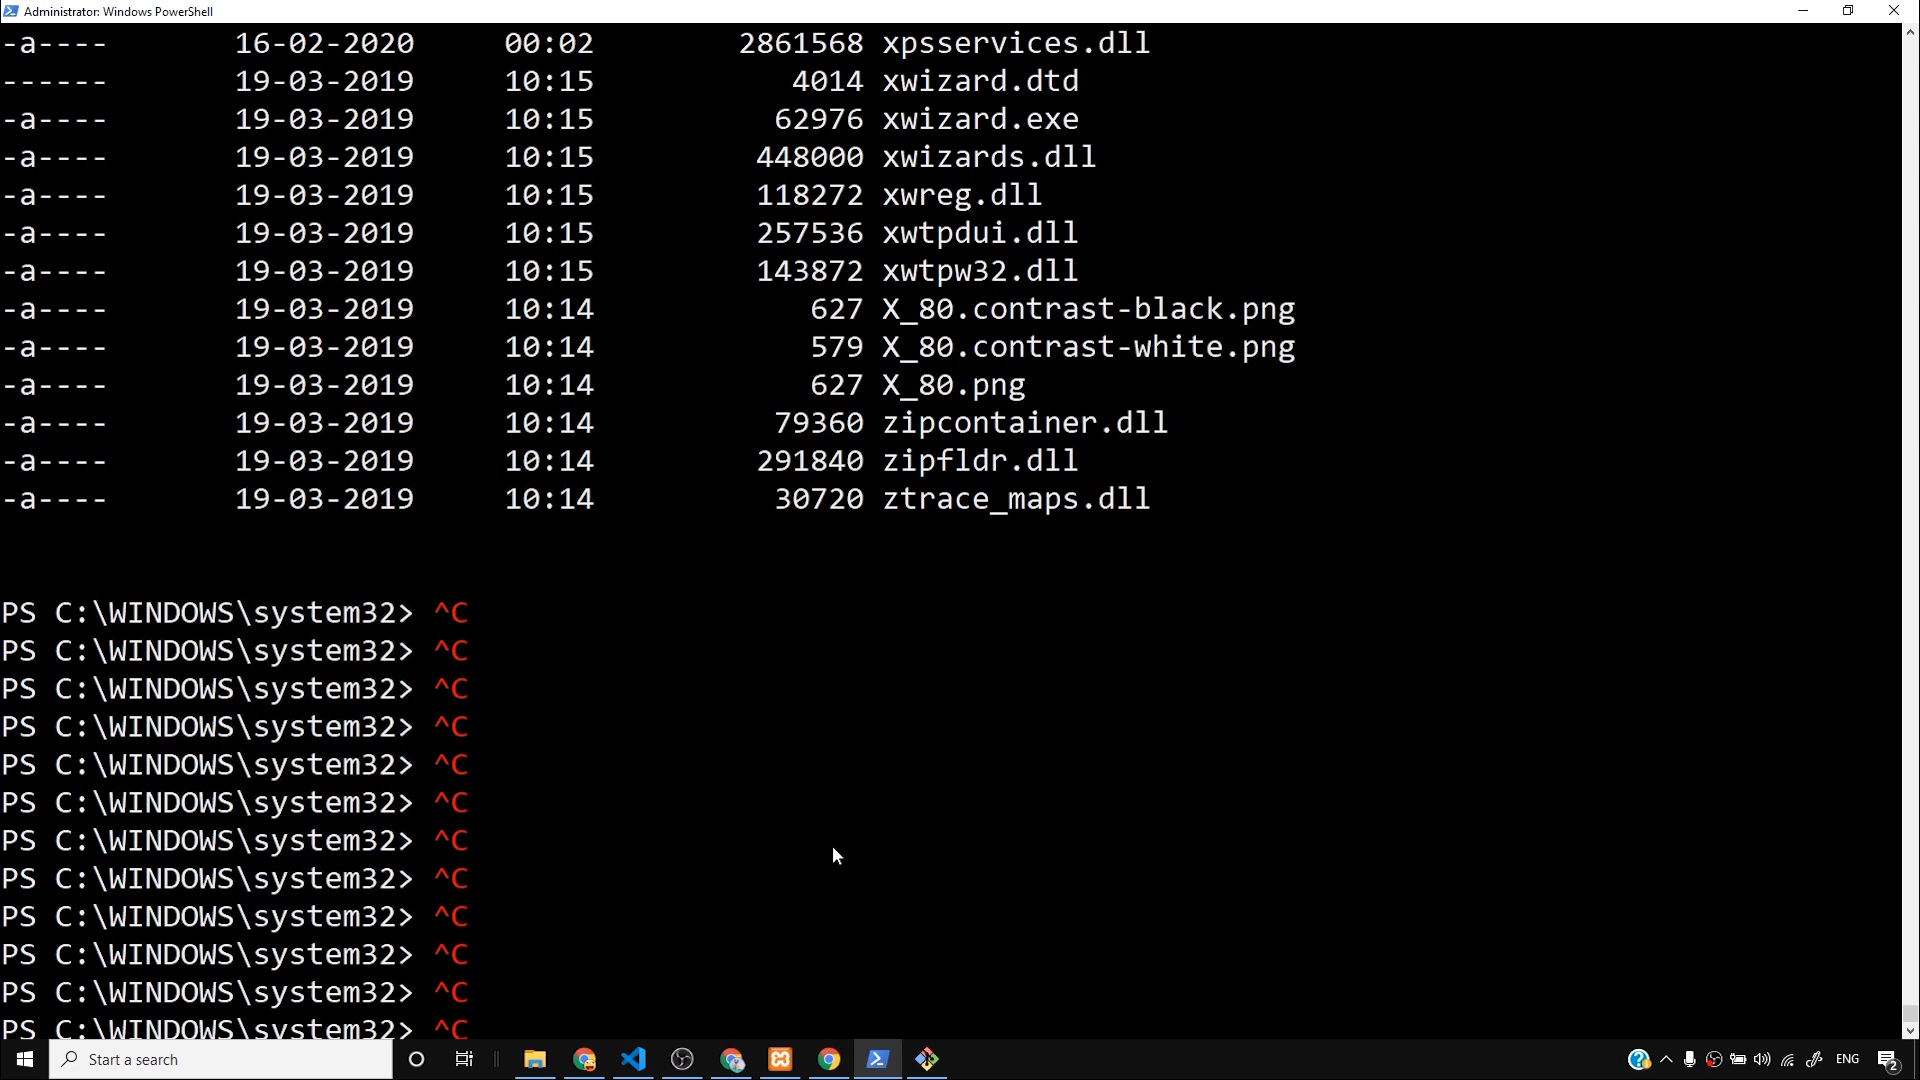 Administrator: Windows PowerShell
-a---- 16-02-2020 00:02 2861568 xpsservices.dll
------ 19-03-2019 10:15 4014 xwizard.dtd
-a---- 19-03-2019 10:15 62976 xwizard.exe
-a---- 19-03-2019 10:15 448000 xwizards.dll
-a---- 19-03-2019 10:15 118272 xwreg.dll
-a---- 19-03-2019 10:15 257536 xwtpdui.dll
-a---- 19-03-2019 10:15 143872 xwtpw32.dll
-a---- 19-03-2019 10:14 627 X_80.contrast-black.png
-a---- 19-03-2019 10:14 579 X_80.contrast-white.png
-a---- 19-03-2019 10:14 627 X_80.png
-a---- 19-03-2019 10:14 79360 zipcontainer.dll
-a---- 19-03-2019 10:14 291840 zipfldr.dll
-a---- 19-03-2019 10:14 30720 ztrace_maps.dll
PS C:\WINDOWS\system32> ^C
PS C:\WINDOWS\system32> ^C
PS C:\WINDOWS\system32> ^C
PS C:\WINDOWS\system32> ^C
PS C:\WINDOWS\system32> ^C
PS C:\WINDOWS\system32> ^C
PS C:\WINDOWS\system32> ^C
PS C:\WINDOWS\system32> ^C
PS C:\WINDOWS\system32> ^C
PS C:\WINDOWS\system32> ^C
PS C:\WINDOWS\system32> ^C
PS C:\WINDOWS\system32> ^C
Start a search
ENG
2